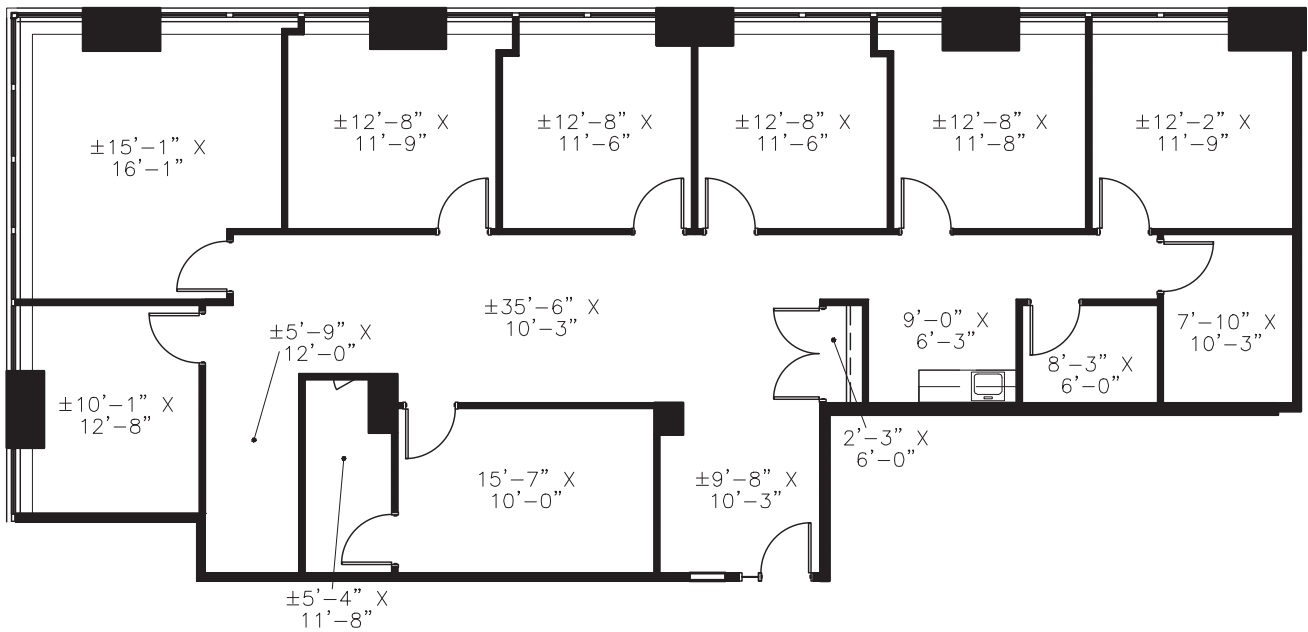 ±15’-1” X
16’-1”
±12’-8” X
11’-9”
±12’-8” X
11’-6”
±12’-8” X
11’-6”
±12’-8” X
11’-8”
±12’-2” X
11’-9”
±35’-6” X
10’-3”
±5’-9” X
12’-0”
9’-0” X
6’-3”
8’-3” X
6’-0”
7’-10” X
10’-3”
±10’-1” X
12’-8”
2’-3” X
6’-0”
15’-7” X
10’-0”
±9’-8” X
10’-3”
±5’-4” X
11’-8”